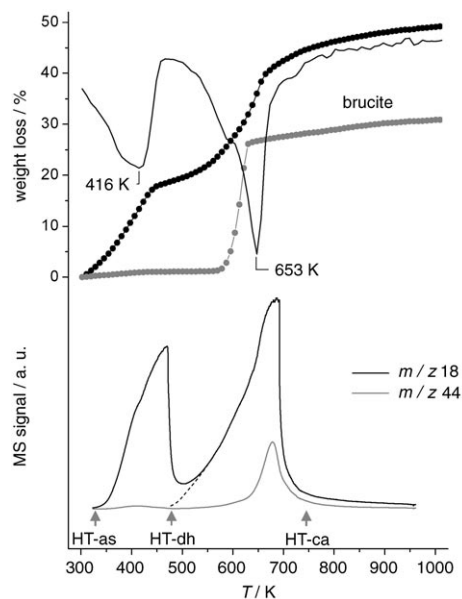 50
40
30
20
10
0
weight loss / %
brucite
416 K
653 K
MS signal / a. u.
m / z 18
m / z 44
HT-as
HT-dh
HT-ca
300 400 500 600 700 800 900 1000
T / K